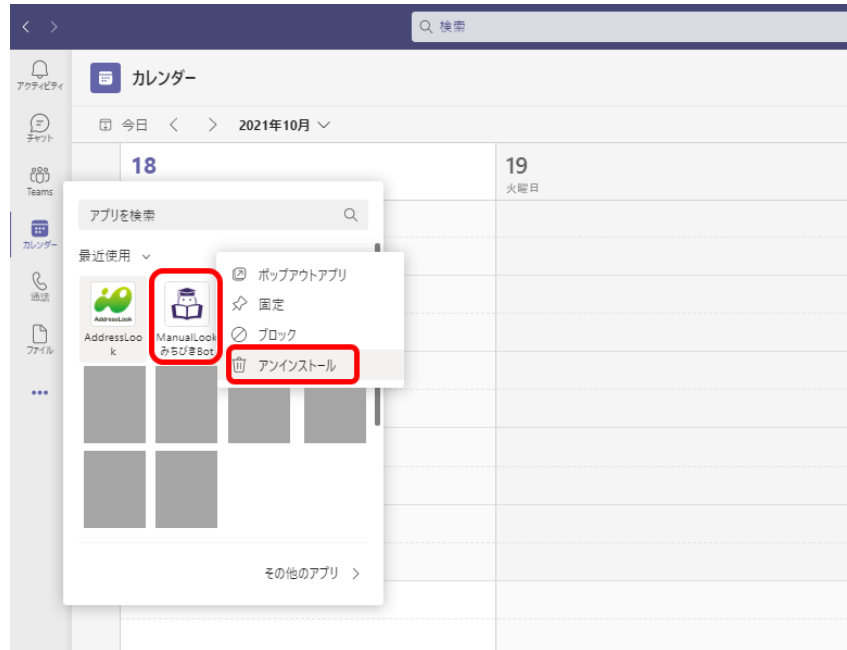 検索
アクティビティ
チャット
Teams
カレンダー
通話
ファイル
カレンダー
今日
2021年10月
18
19
火曜日
アプリを検索
最近使用
AddressLook
AddressLoo
k
ManualLook
みちびきBot
ポップアウトアプリ
固定
ブロック
アンインストール
その他のアプリ